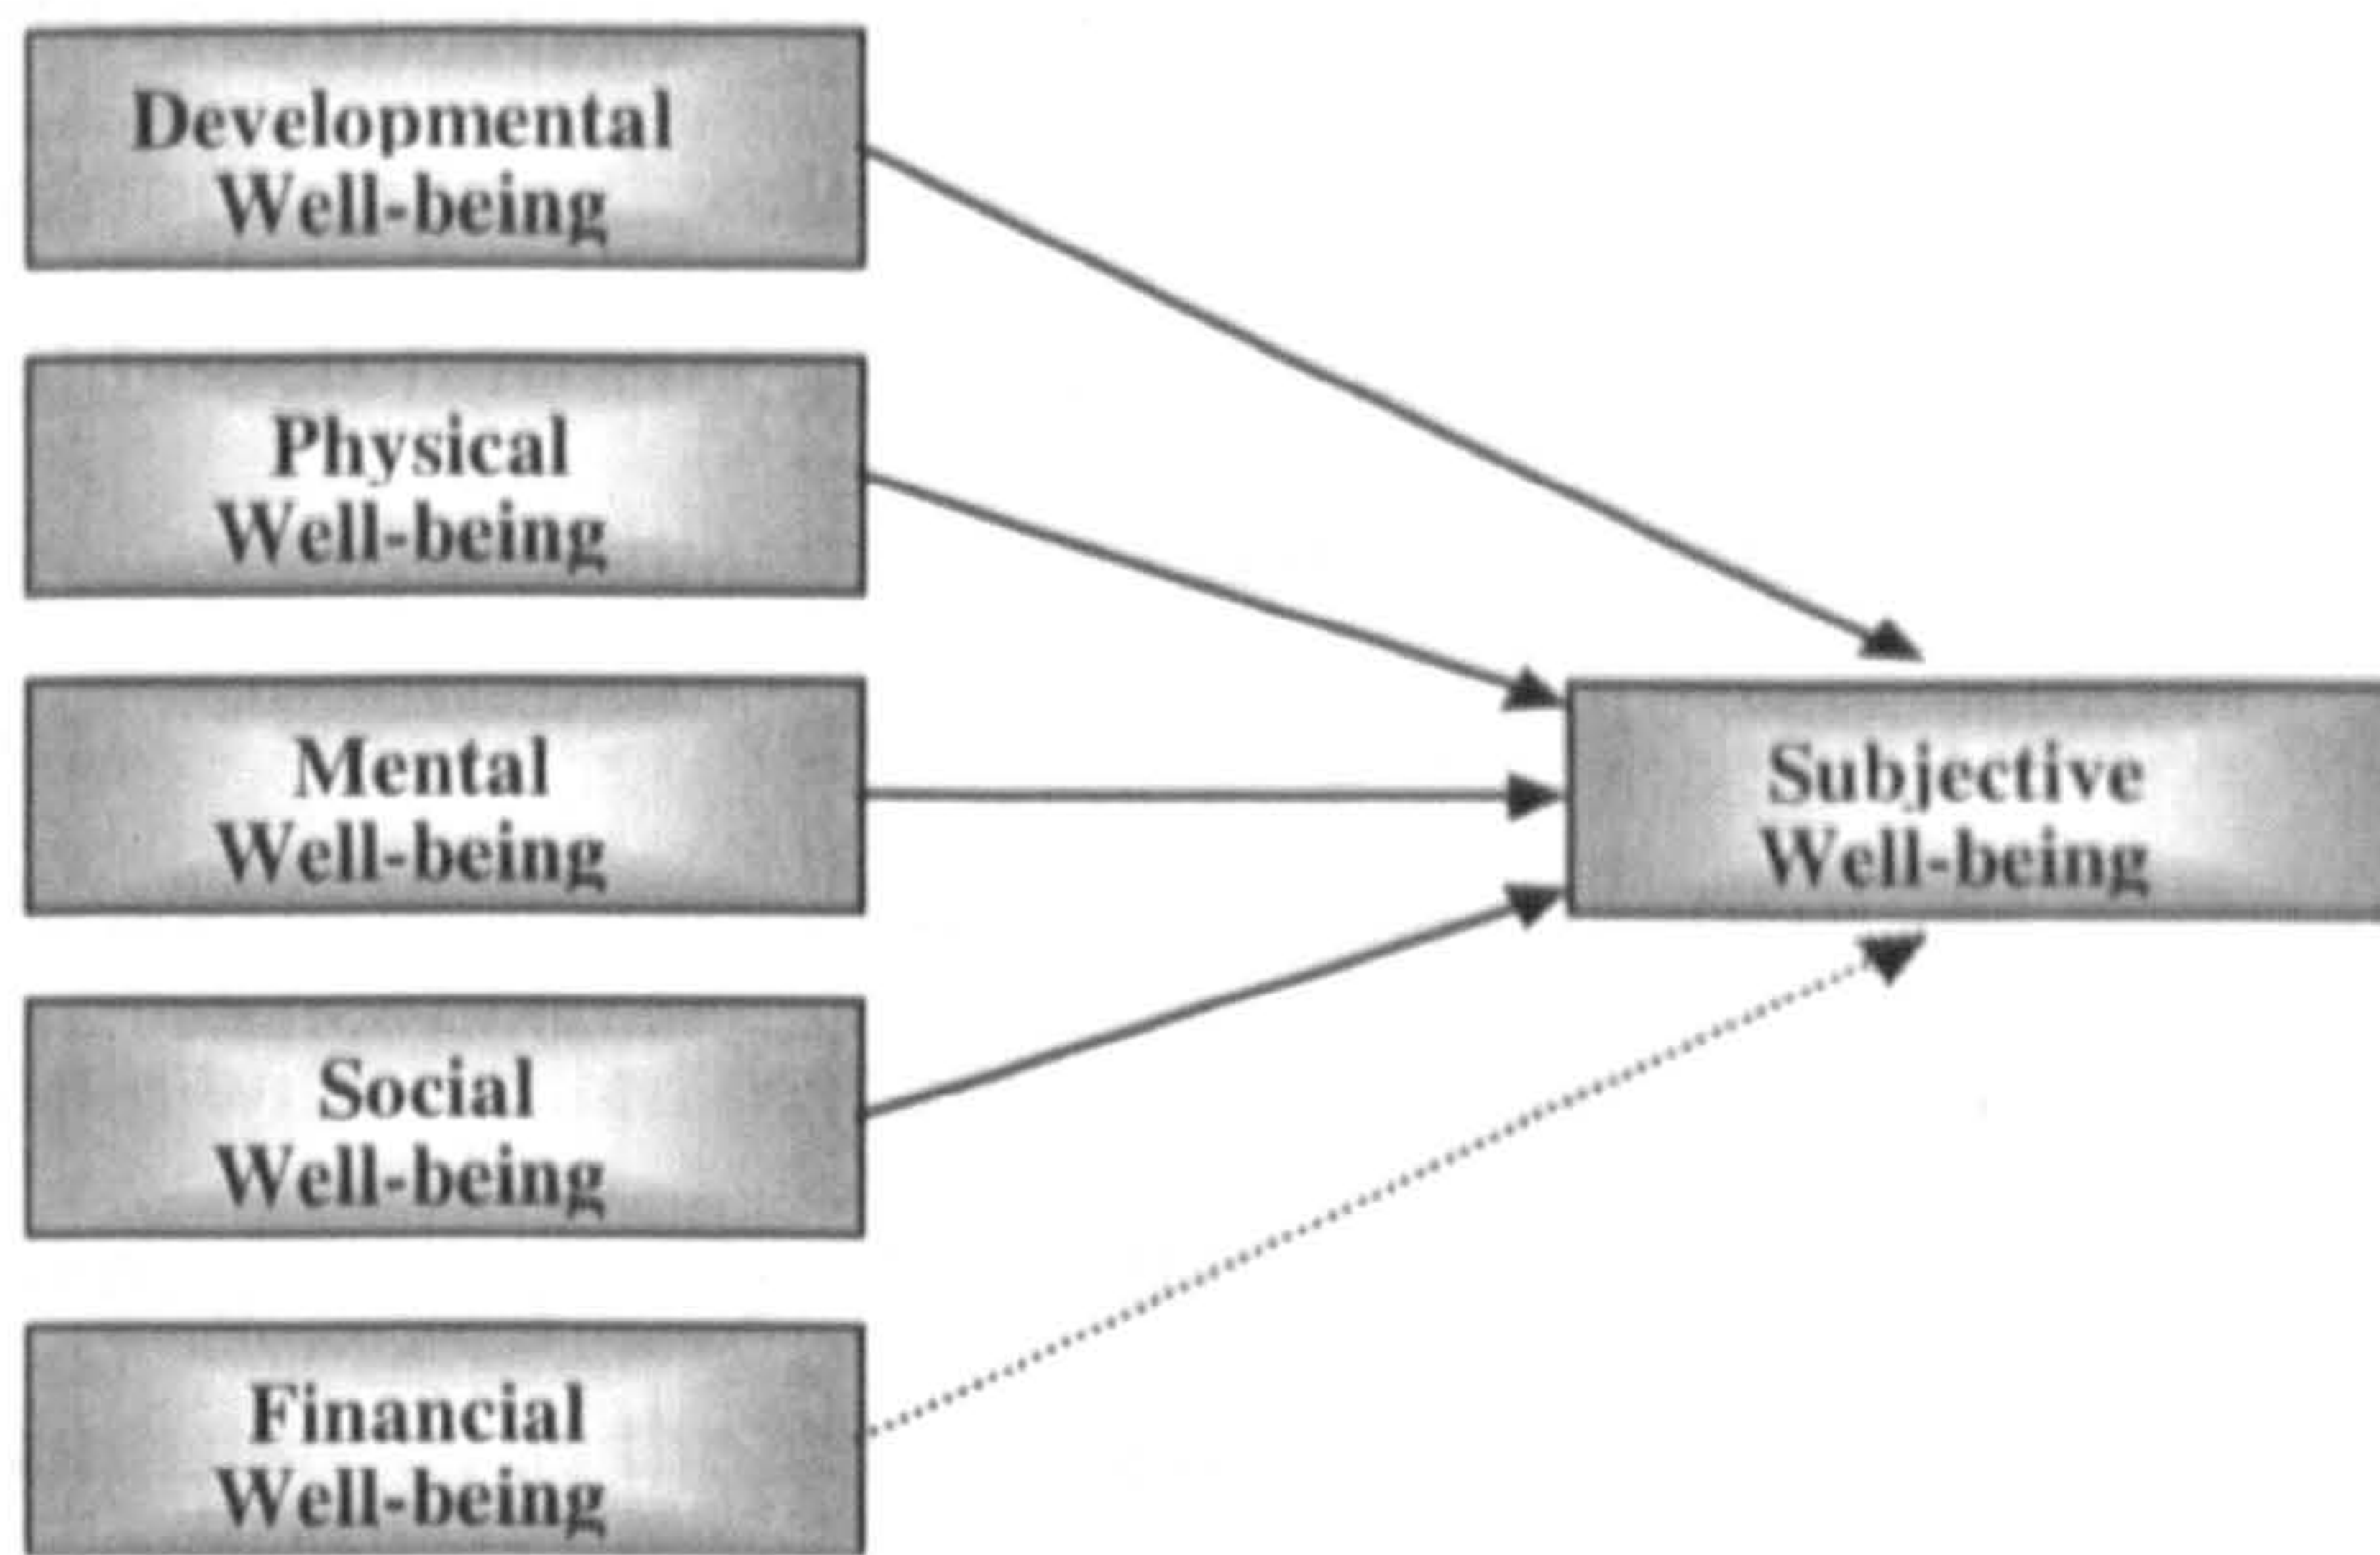 Developmental
Well-being
Physical
Well-being
Mental
Well-being
Subjective
Well-being
Social
Well-being
Financial
Well-being